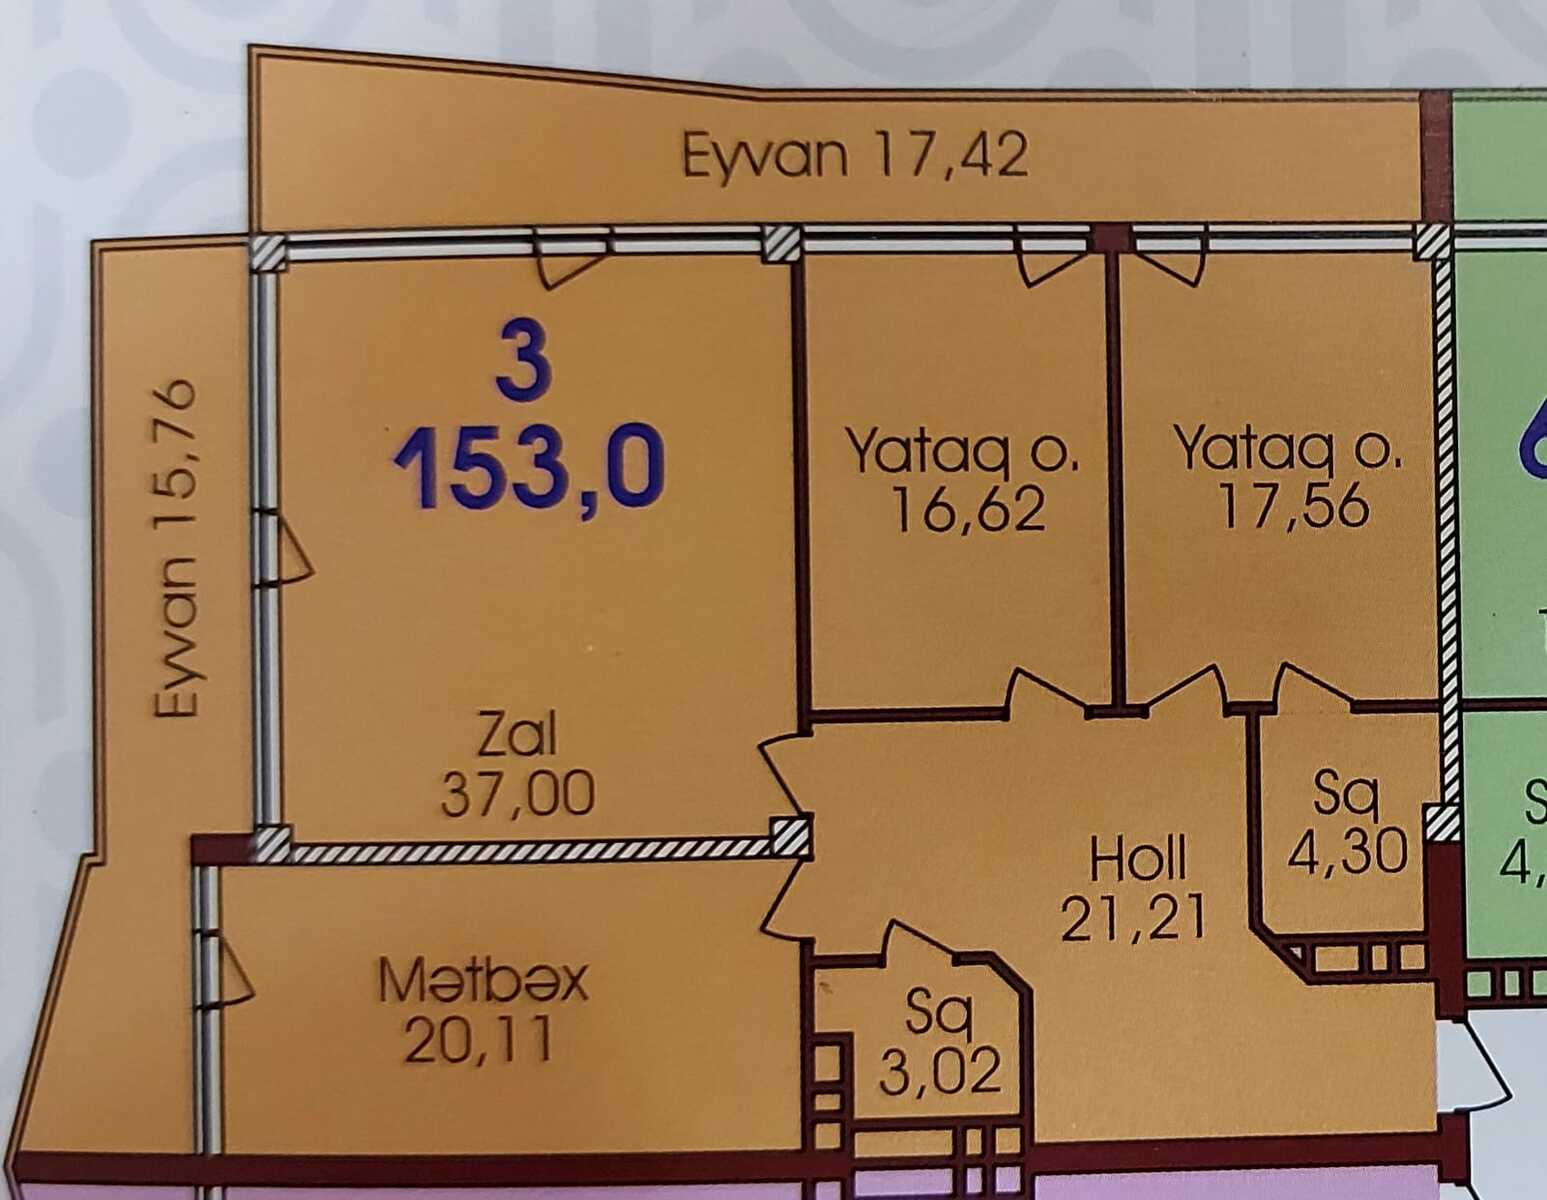 Eyvan 17,42
3
153,0
Eyvan 15,76
Yataq o.
16,62
Yataq o.
17,56
Zal
37,00
Sq
4,30
Holl
21,21
Mətbəx
20,11
Sq
3,02